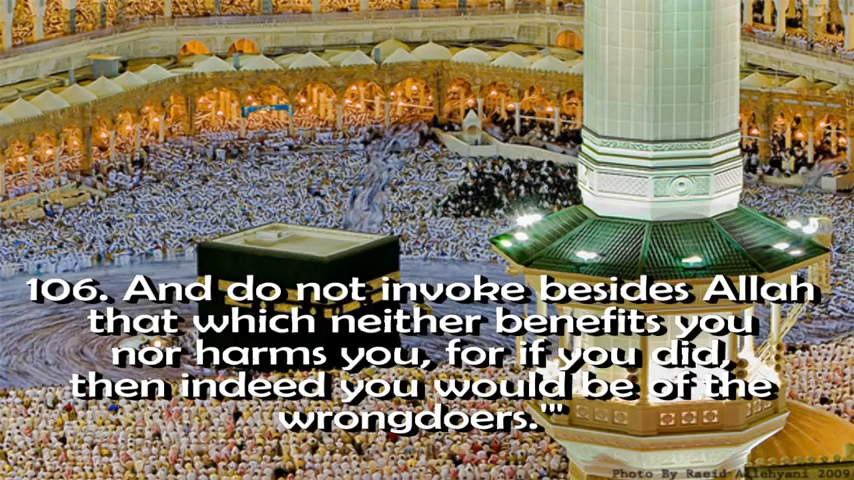 106. And do not invoke besides Allah
that which neither benefits you
nor harms you, for if you did,
then indeed you would be of the
wrongdoers.'"
Photo By Raeid Allehyani 2009